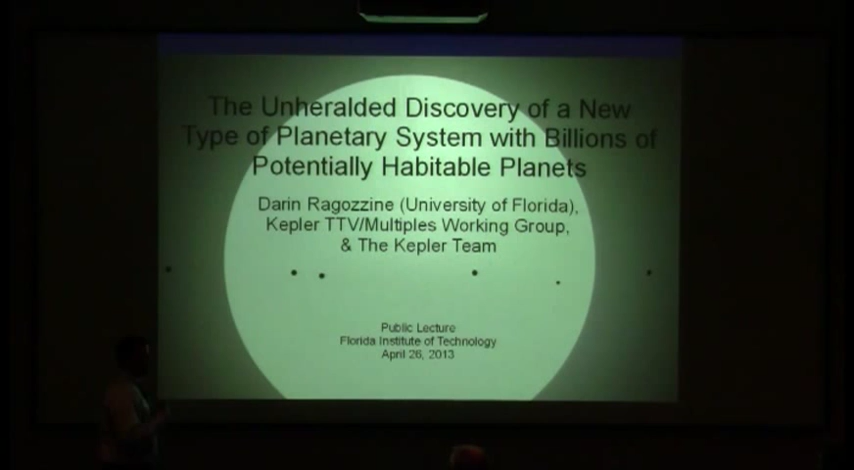 The Unheralded Discovery of a New
Type of Planetary System with Billions of
Potentially Habitable Planets
Darin Ragozzine (University of Florida),
Kepler TTV/Multiples Working Group,
& The Kepler Team
Public Lecture
Florida Institute of Technology
April 26, 2013